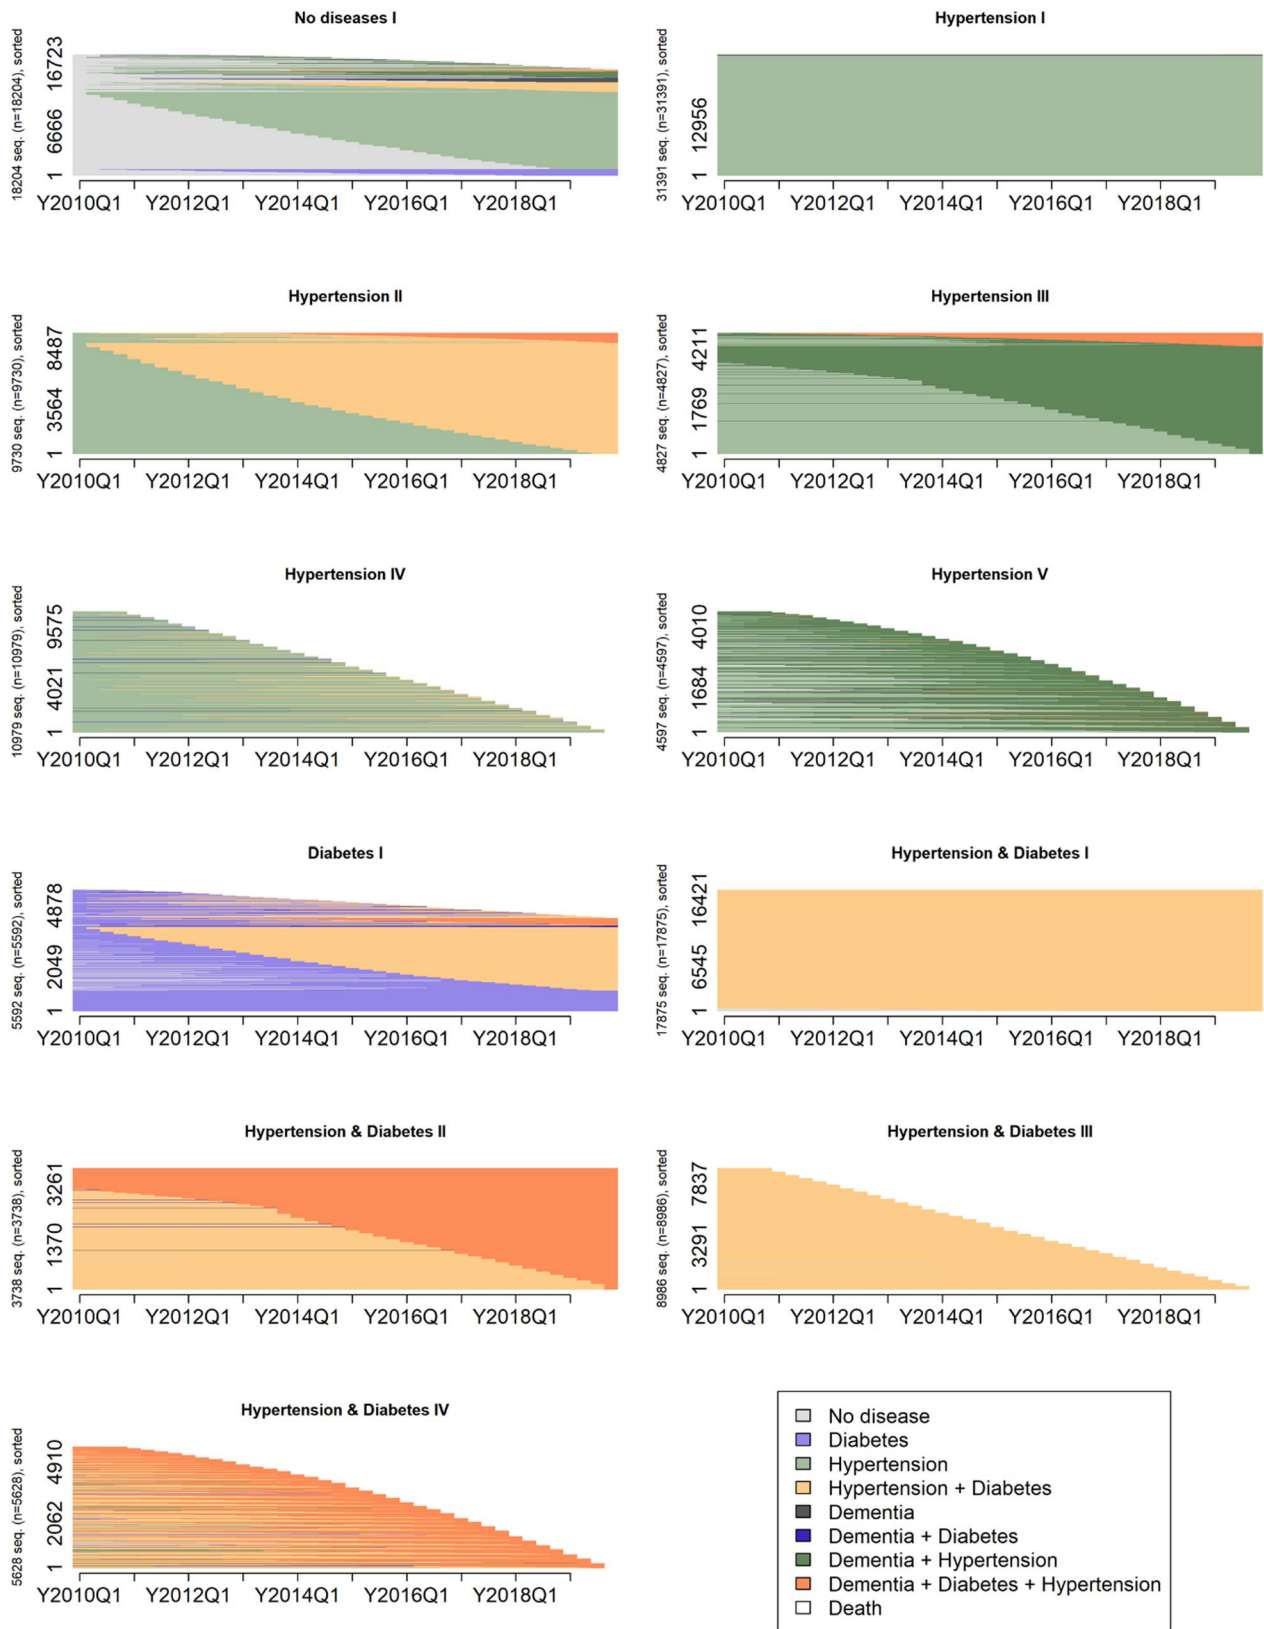 No diseases I
18204 seq. (n=18204), sorted
1 6666 16723
Y2010Q1 Y2012Q1 Y2014Q1 Y2016Q1 Y2018Q1
Hypertension I
31391 seq. (n=31391), sorted
1 12956
Y2010Q1 Y2012Q1 Y2014Q1 Y2016Q1 Y2018Q1
Hypertension II
9730 seq. (n=9730), sorted
1 3564 8487
Y2010Q1 Y2012Q1 Y2014Q1 Y2016Q1 Y2018Q1
Hypertension III
4827 seq. (n=4827), sorted
1 1769 4211
Y2010Q1 Y2012Q1 Y2014Q1 Y2016Q1 Y2018Q1
Hypertension IV
10979 seq. (n=10979), sorted
1 4021 9575
Y2010Q1 Y2012Q1 Y2014Q1 Y2016Q1 Y2018Q1
Hypertension V
4597 seq. (n=4597), sorted
1 1684 4010
Y2010Q1 Y2012Q1 Y2014Q1 Y2016Q1 Y2018Q1
Diabetes I
5592 seq. (n=5592), sorted
1 2049 4878
Y2010Q1 Y2012Q1 Y2014Q1 Y2016Q1 Y2018Q1
Hypertension & Diabetes I
17875 seq. (n=17875), sorted
1 6545 16421
Y2010Q1 Y2012Q1 Y2014Q1 Y2016Q1 Y2018Q1
Hypertension & Diabetes II
3738 seq. (n=3738), sorted
1 1370 3261
Y2010Q1 Y2012Q1 Y2014Q1 Y2016Q1 Y2018Q1
Hypertension & Diabetes III
8986 seq. (n=8986), sorted
1 3291 7837
Y2010Q1 Y2012Q1 Y2014Q1 Y2016Q1 Y2018Q1
Hypertension & Diabetes IV
5628 seq. (n=5628), sorted
1 2062 4910
Y2010Q1 Y2012Q1 Y2014Q1 Y2016Q1 Y2018Q1
No disease
Diabetes
Hypertension
Hypertension + Diabetes
Dementia
Dementia + Diabetes
Dementia + Hypertension
Dementia + Diabetes + Hypertension
Death